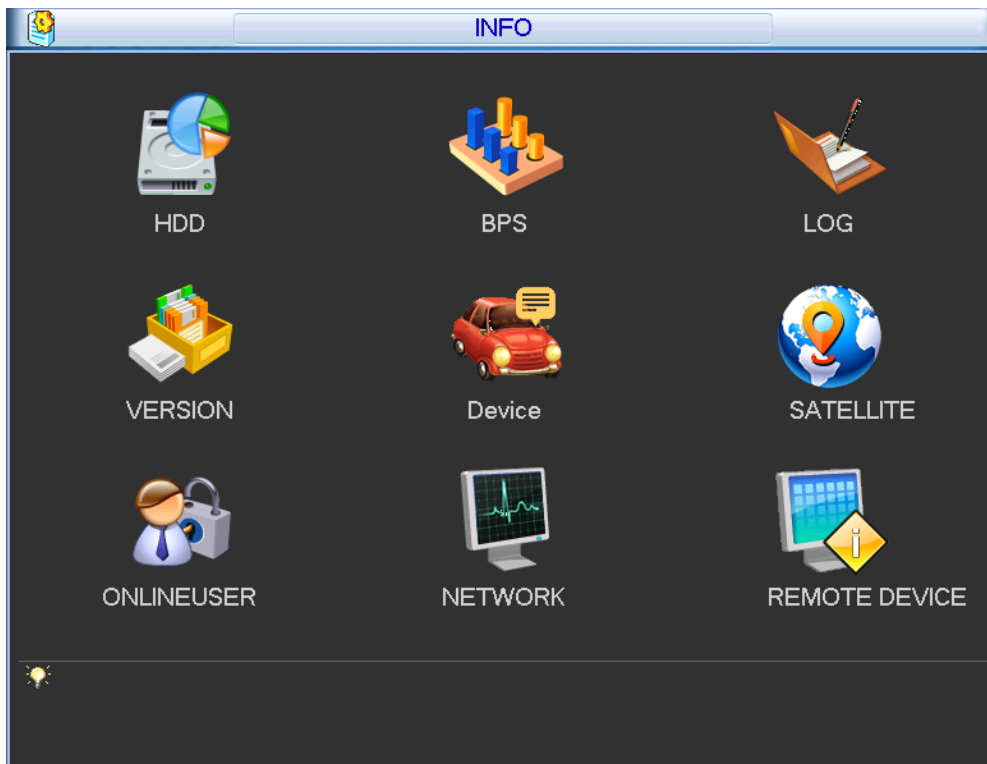 INFO
HDD
BPS
LOG
VERSION
Device
SATELLITE
ONLINEUSER
NETWORK
REMOTE DEVICE